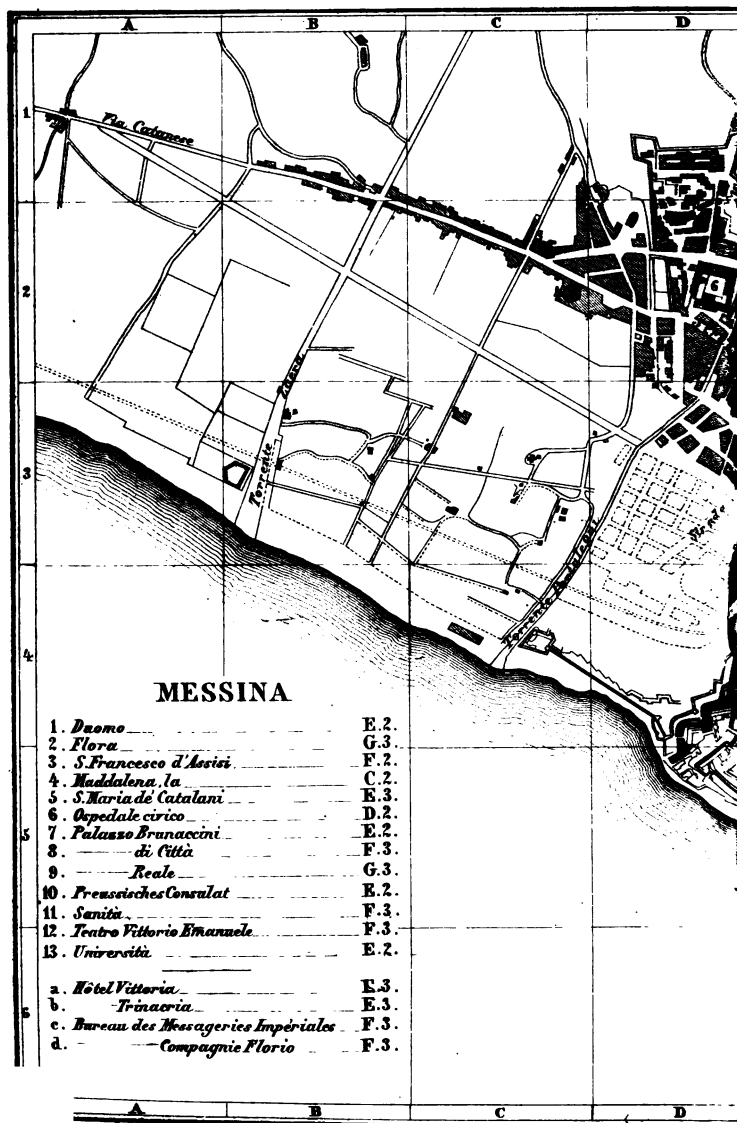 A B C D
1
Via Catanese
2
6
Zaera
Torrente
3
Torrente
4
MESSINA
1. Duomo E.2.
2. Flora G.3.
3. S. Francesco d'Assisi F.2.
4. Maddalena, la C.2.
5. S. Maria dé Catalani E.3.
6. Ospedale civico D.2.
7. Palazzo Brunaccini E.2.
8. — di Città F.3.
9. — Reale G.3.
10. Preussisches Consulat E.2.
11. Sanità F.3.
12. Teatro Vittorio Emanuele F.3.
13. Università E.2.
a. Hôtel Vittoria E.3.
b. — Trinacria E.3.
c. Bureau des Messageries Impériales F.3.
d. — Compagnie Florio F.3.
5
6
A B C D